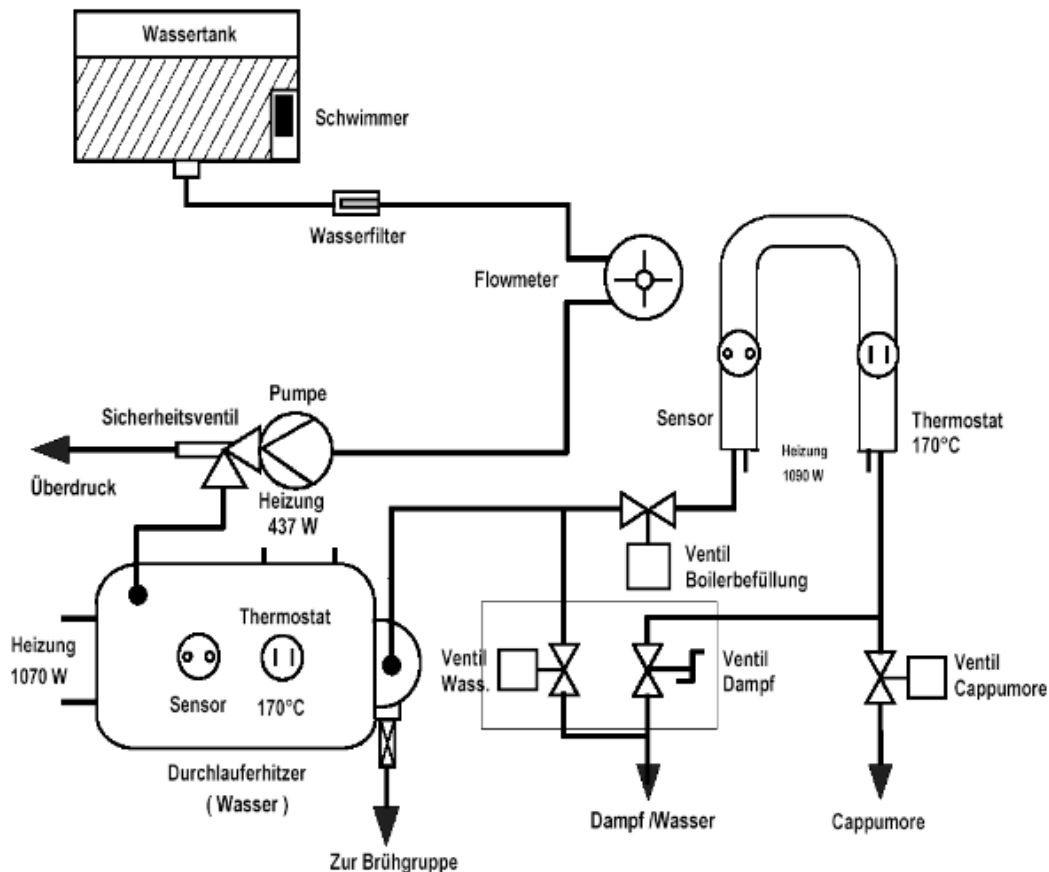 Wassertank
Schwimmer
Wasserfilter
Flowmeter
Pumpe
Sicherheitsventil
Überdruck
Heizung
437 W
Sensor
Thermostat
170°C
Heizung
1090 W
Ventil
Boilerbefüllung
Heizung
1070 W
Thermostat
Sensor
170°C
Ventil
Wass.
Ventil
Dampf
Ventil
Cappumore
Durchlauferhitzer
( Wasser )
Dampf /Wasser
Cappumore
Zur Brühgruppe